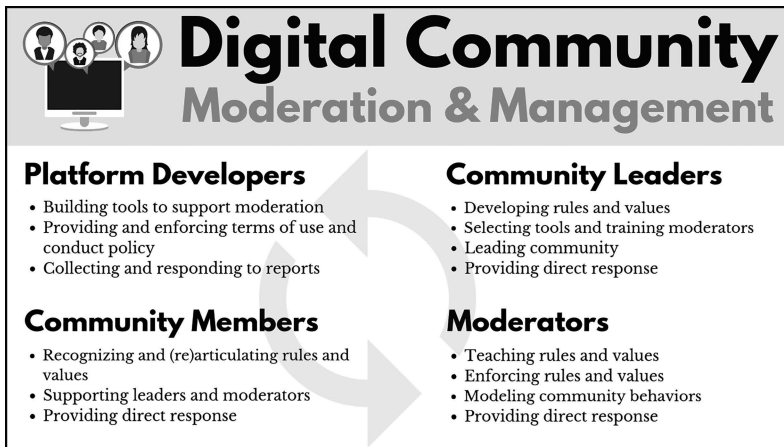 Digital Community
Moderation & Management
Platform Developers
• Building tools to support moderation
• Providing and enforcing terms of use and
conduct policy
• Collecting and responding to reports
Community Leaders
• Developing rules and values
• Selecting tools and training moderators
• Leading community
• Providing direct response
Community Members
• Recognizing and (re)articulating rules and
values
• Supporting leaders and moderators
• Providing direct response
Moderators
• Teaching rules and values
• Enforcing rules and values
• Modeling community behaviors
• Providing direct response